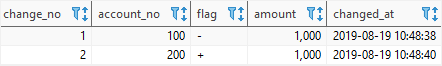 change_no account_no flag amount changed_at
1 100 - 1,000 2019-08-19 10:48:38
2 200 + 1,000 2019-08-19 10:48:40